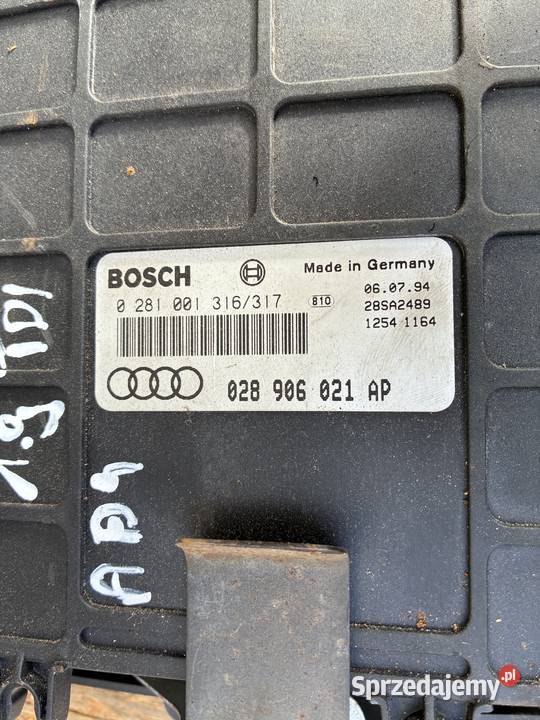 BOSCH
Made in Germany
0 281 001 316/317
810
06.07.94
28SA2489
1254 1164
028 906 021 AP
1.9 TDI
Sprzedajemy.pl